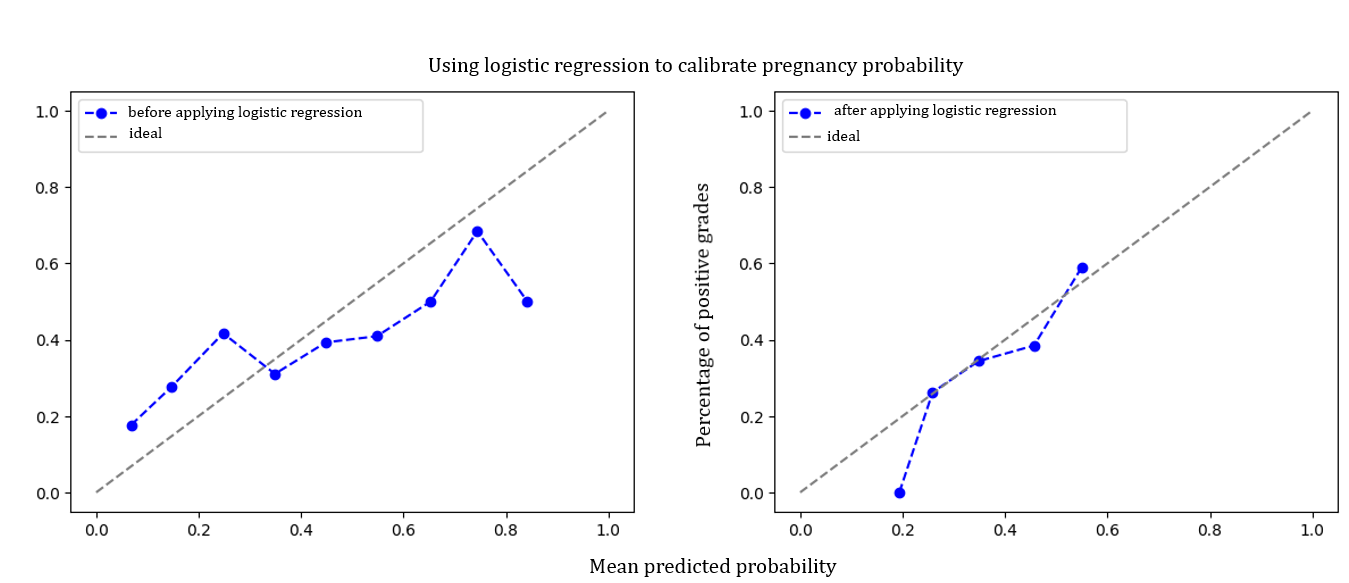 Using logistic regression to calibrate pregnancy probability
before applying logistic regression
ideal
1.0
0.8
0.6
0.4
0.2
0.0
0.0 0.2 0.4 0.6 0.8 1.0
after applying logistic regression
ideal
Percentage of positive grades
1.0
0.8
0.6
0.4
0.2
0.0
0.0 0.2 0.4 0.6 0.8 1.0
Mean predicted probability